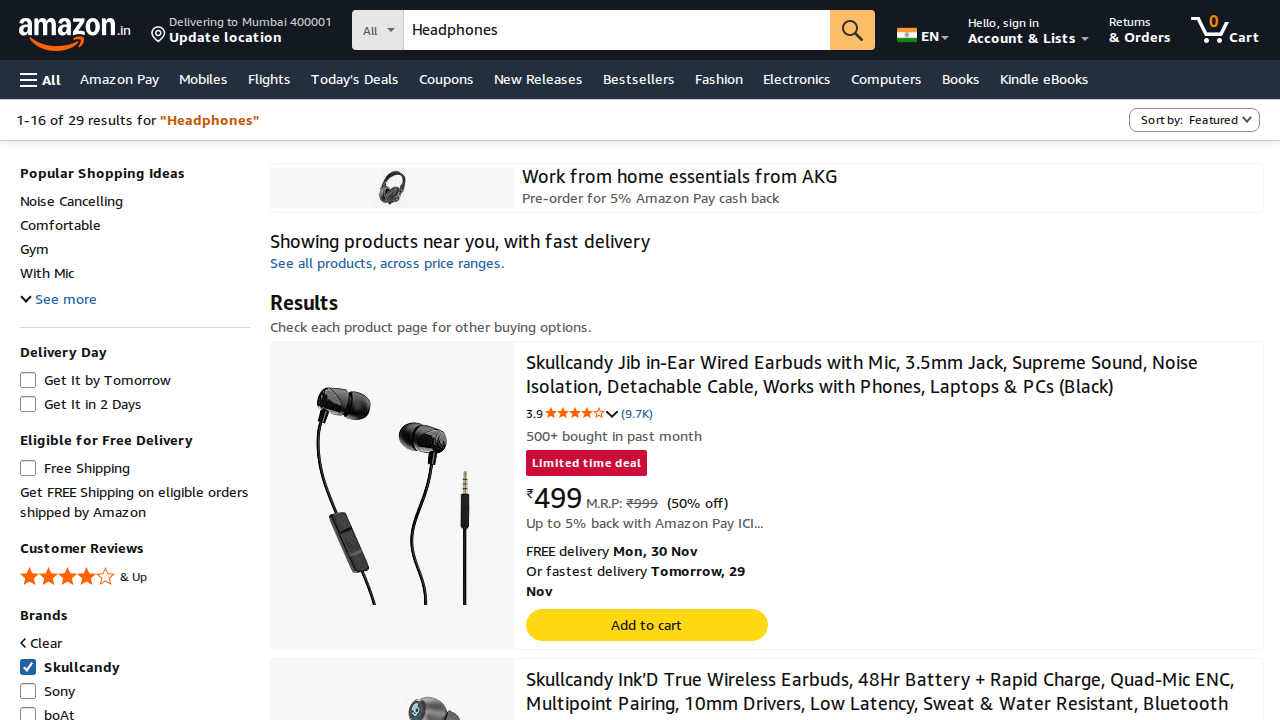 amazon.in
Delivering to Mumbai 400001
Update location
All
Headphones
EN
Hello, sign in
Account & Lists
Returns
& Orders
0
Cart
All
Amazon Pay
Mobiles
Flights
Today's Deals
Coupons
New Releases
Bestsellers
Fashion
Electronics
Computers
Books
Kindle eBooks
1-16 of 29 results for "Headphones"
Sort by: Featured
Popular Shopping Ideas
Noise Cancelling
Comfortable
Gym
With Mic
See more
Delivery Day
Get It by Tomorrow
Get It in 2 Days
Eligible for Free Delivery
Free Shipping
Get FREE Shipping on eligible orders
shipped by Amazon
Customer Reviews
& Up
Brands
Clear
Skullcandy
Sony
boAt
Work from home essentials from AKG
Pre-order for 5% Amazon Pay cash back
Showing products near you, with fast delivery
See all products, across price ranges.
Results
Check each product page for other buying options.
Skullcandy Jib in-Ear Wired Earbuds with Mic, 3.5mm Jack, Supreme Sound, Noise
Isolation, Detachable Cable, Works with Phones, Laptops & PCs (Black)
3.9 (9.7K)
500+ bought in past month
Limited time deal
₹499 M.R.P: ₹999 (50% off)
Up to 5% back with Amazon Pay ICI...
FREE delivery Mon, 30 Nov
Or fastest delivery Tomorrow, 29
Nov
Add to cart
Skullcandy Ink’D True Wireless Earbuds, 48Hr Battery + Rapid Charge, Quad-Mic ENC,
Multipoint Pairing, 10mm Drivers, Low Latency, Sweat & Water Resistant, Bluetooth